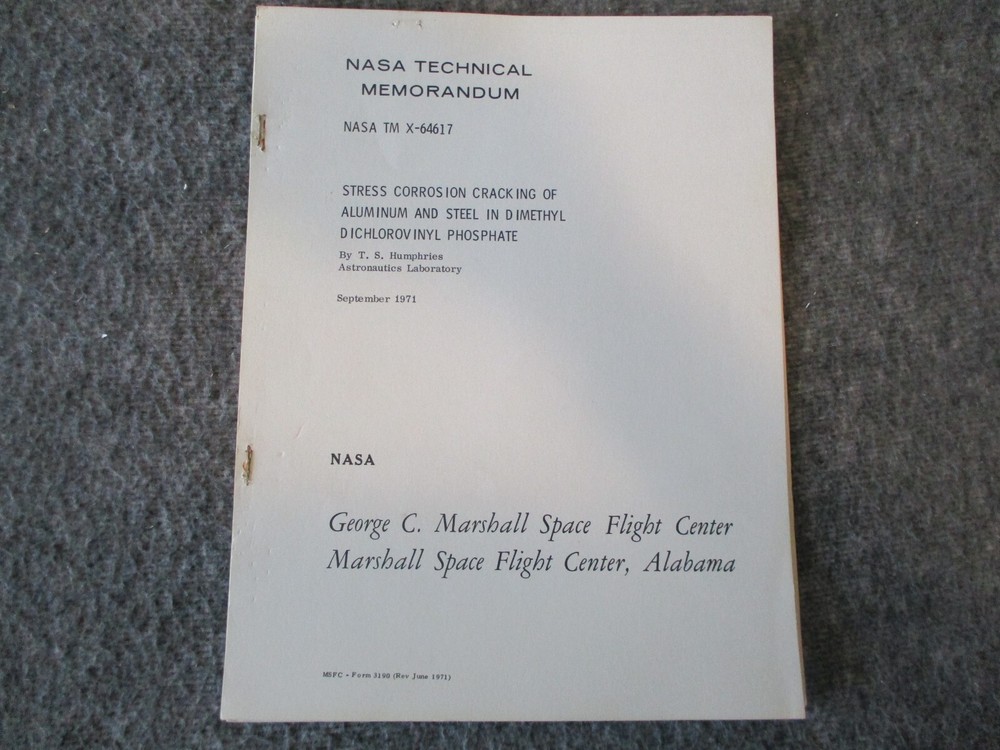 NASA TECHNICAL
MEMORANDUM
NASA TM X-64617
STRESS CORROSION CRACKING OF
ALUMINUM AND STEEL IN DIMETHYL
DICHLOROVINYL PHOSPHATE
By T. S. Humphries
Astronautics Laboratory
September 1971
NASA
George C. Marshall Space Flight Center
Marshall Space Flight Center, Alabama
MSFC - Form 3190 (Rev June 1971)